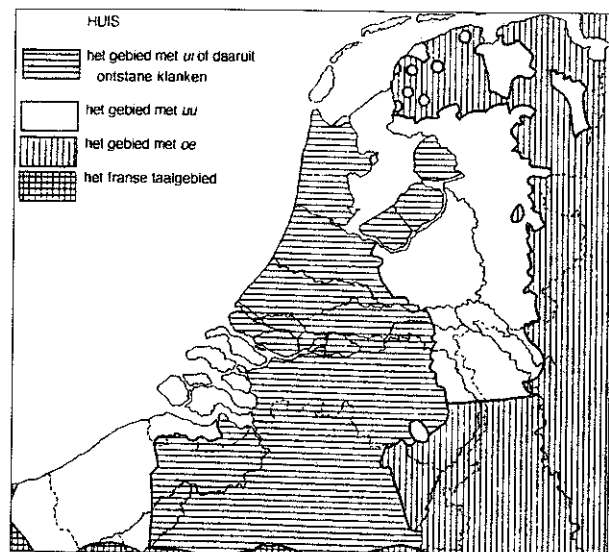 HUIS
het gebied met ui of daaruit
ontstane klanken
het gebied met uu
het gebied met oe
het franse taalgebied